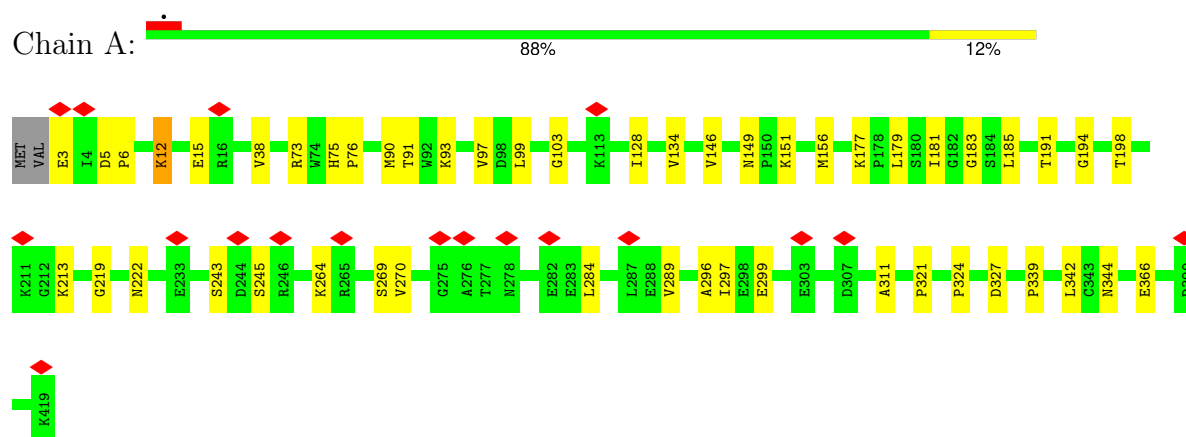 Chain A:
88% 12%
MET VAL E3 I4 D5 P6 K12 E15 R16 V38 R73 W74 H75 P76 M90 T91 W92 K93 V97 D98 L99 G103 K113 I128 V134 V146 N149 P150 K151 M156 K177 P178 L179 S180 I181 G182 G183 S184 L185 T191 G194 T198
K211 G212 K213 G219 N222 E233 S243 D244 S245 R246 K264 R265 S269 V270 G275 A276 T277 N278 E282 E283 L284 L287 E288 V289 A296 I297 E298 E299 E303 D307 A311 P321 P324 D327 P339 L342 C343 N344 E366
K419